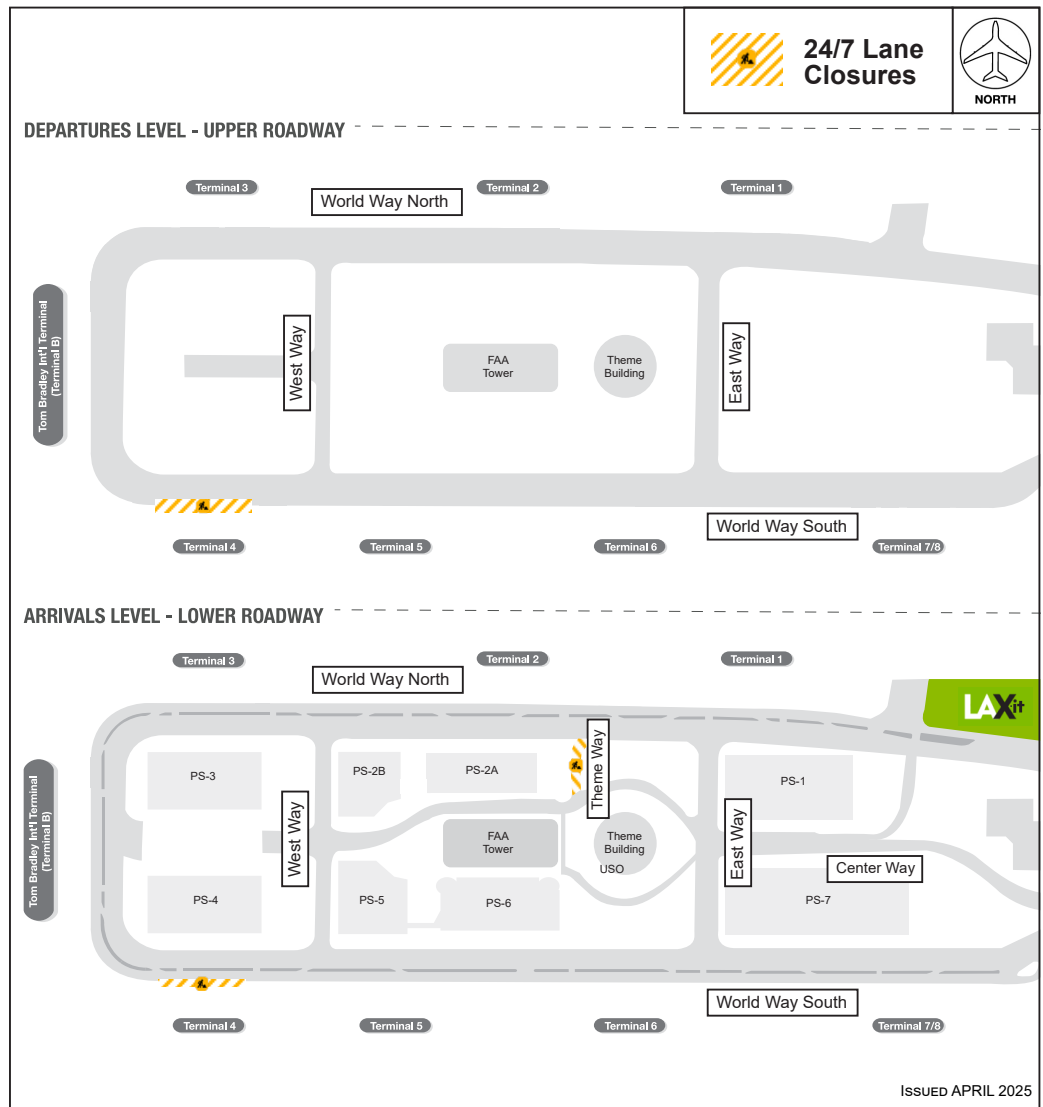 24/7 Lane
Closures
NORTH
DEPARTURES LEVEL - UPPER ROADWAY
Terminal 3
Terminal 2
Terminal 1
World Way North
Tom Bradley Int'l Terminal
(Terminal B)
West Way
FAA
Tower
Theme
Building
East Way
World Way South
Terminal 4
Terminal 5
Terminal 6
Terminal 7/8
ARRIVALS LEVEL - LOWER ROADWAY
Terminal 3
Terminal 2
Terminal 1
World Way North
LAXit
Tom Bradley Int'l Terminal
(Terminal B)
PS-3
PS-2B
PS-2A
Theme Way
PS-1
West Way
FAA
Tower
Theme
Building
USO
East Way
Center Way
PS-4
PS-5
PS-6
PS-7
World Way South
Terminal 4
Terminal 5
Terminal 6
Terminal 7/8
ISSUED APRIL 2025